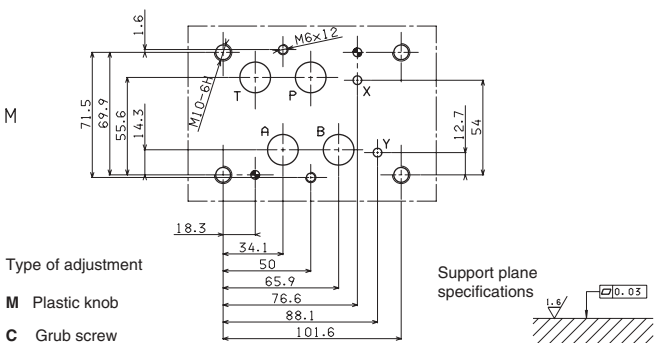 1.6
M6x12
M10-6H
T
P
X
M
71.5
69.9
55.6
14.3
A
B
Y
12.7
54
18.3
34.1
50
65.9
76.6
88.1
101.6
Type of adjustment
M Plastic knob
C Grub screw
Support plane
specifications
1.6
0.03